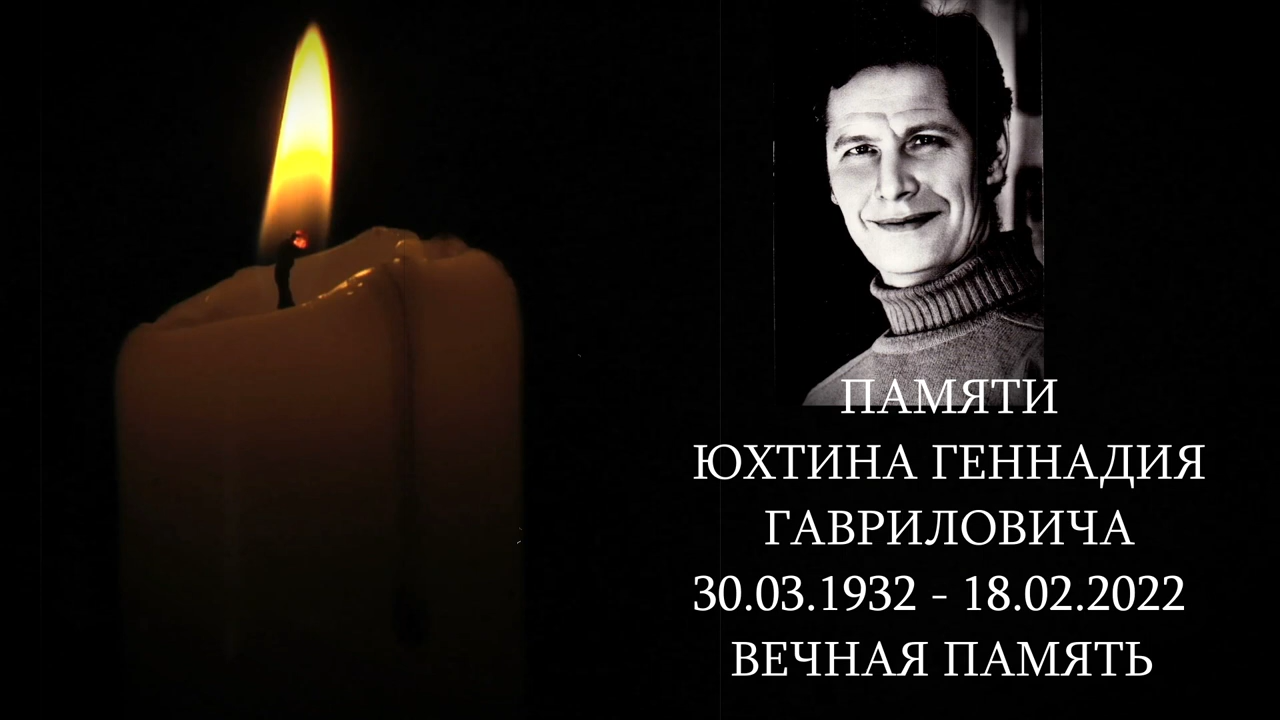 ПАМЯТИ
ЮХТИНА ГЕННАДИЯ
ГАВРИЛОВИЧА
30.03.1932 - 18.02.2022
ВЕЧНАЯ ПАМЯТЬ